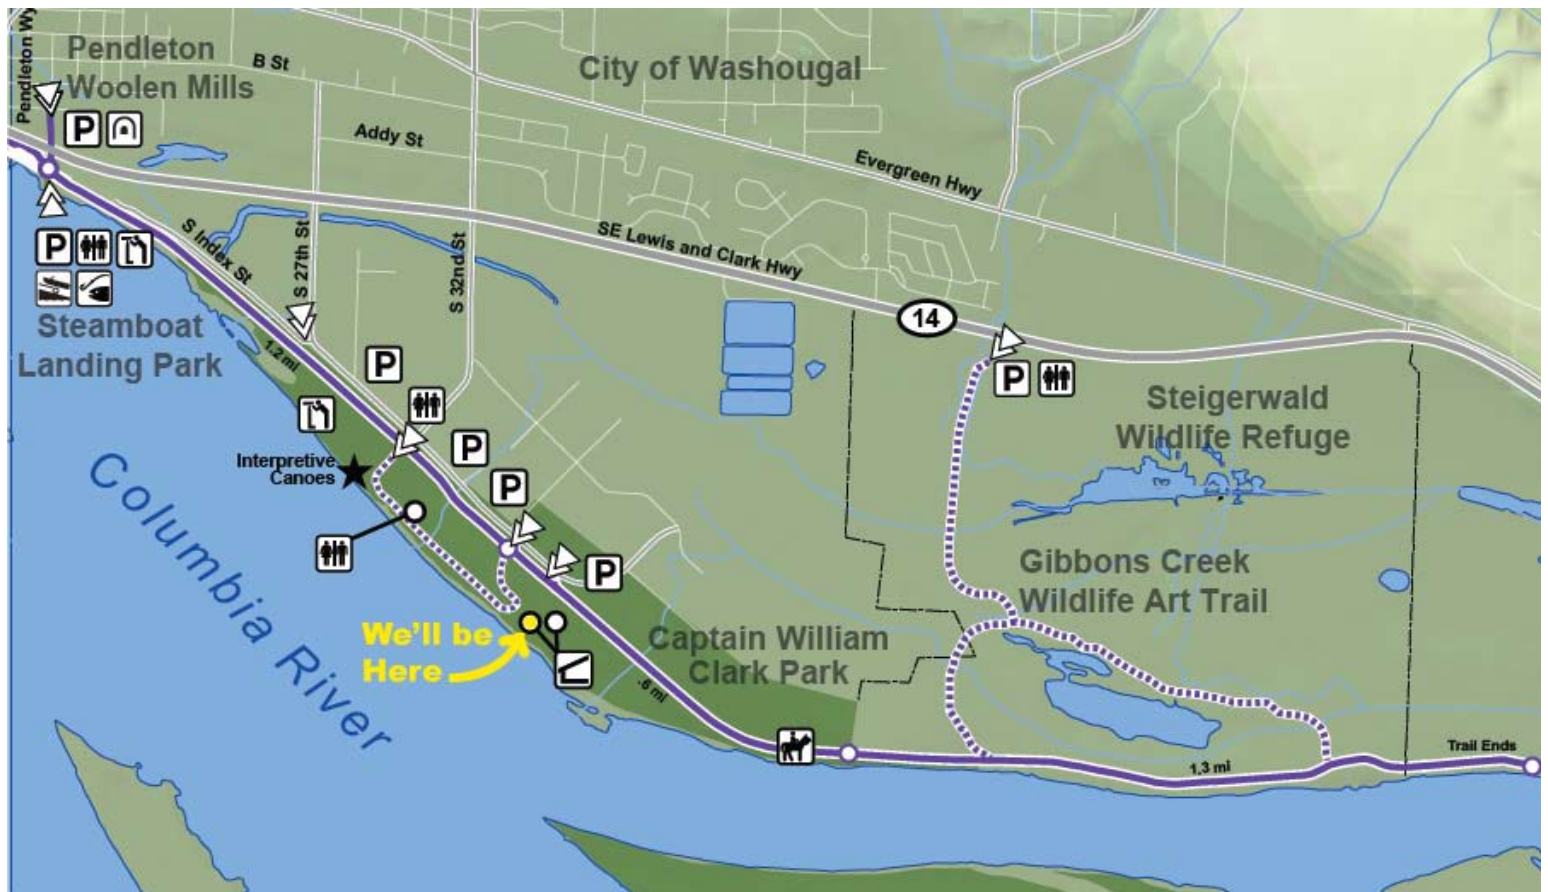 Pendleton Wy
Pendleton
Woolen Mills
B St
City of Washougal
P
Addy St
Evergreen Hwy
S Index St
S 27th St
S 32nd St
SE Lewis and Clark Hwy
14
P
Steamboat
Landing Park
1.2 mi
P
P
Steigerwald
Wildlife Refuge
P
Interpretive
Canoes
P
Columbia River
P
Gibbons Creek
Wildlife Art Trail
We'll be
Here
Captain William
Clark Park
.6 mi
Trail Ends
1.3 mi